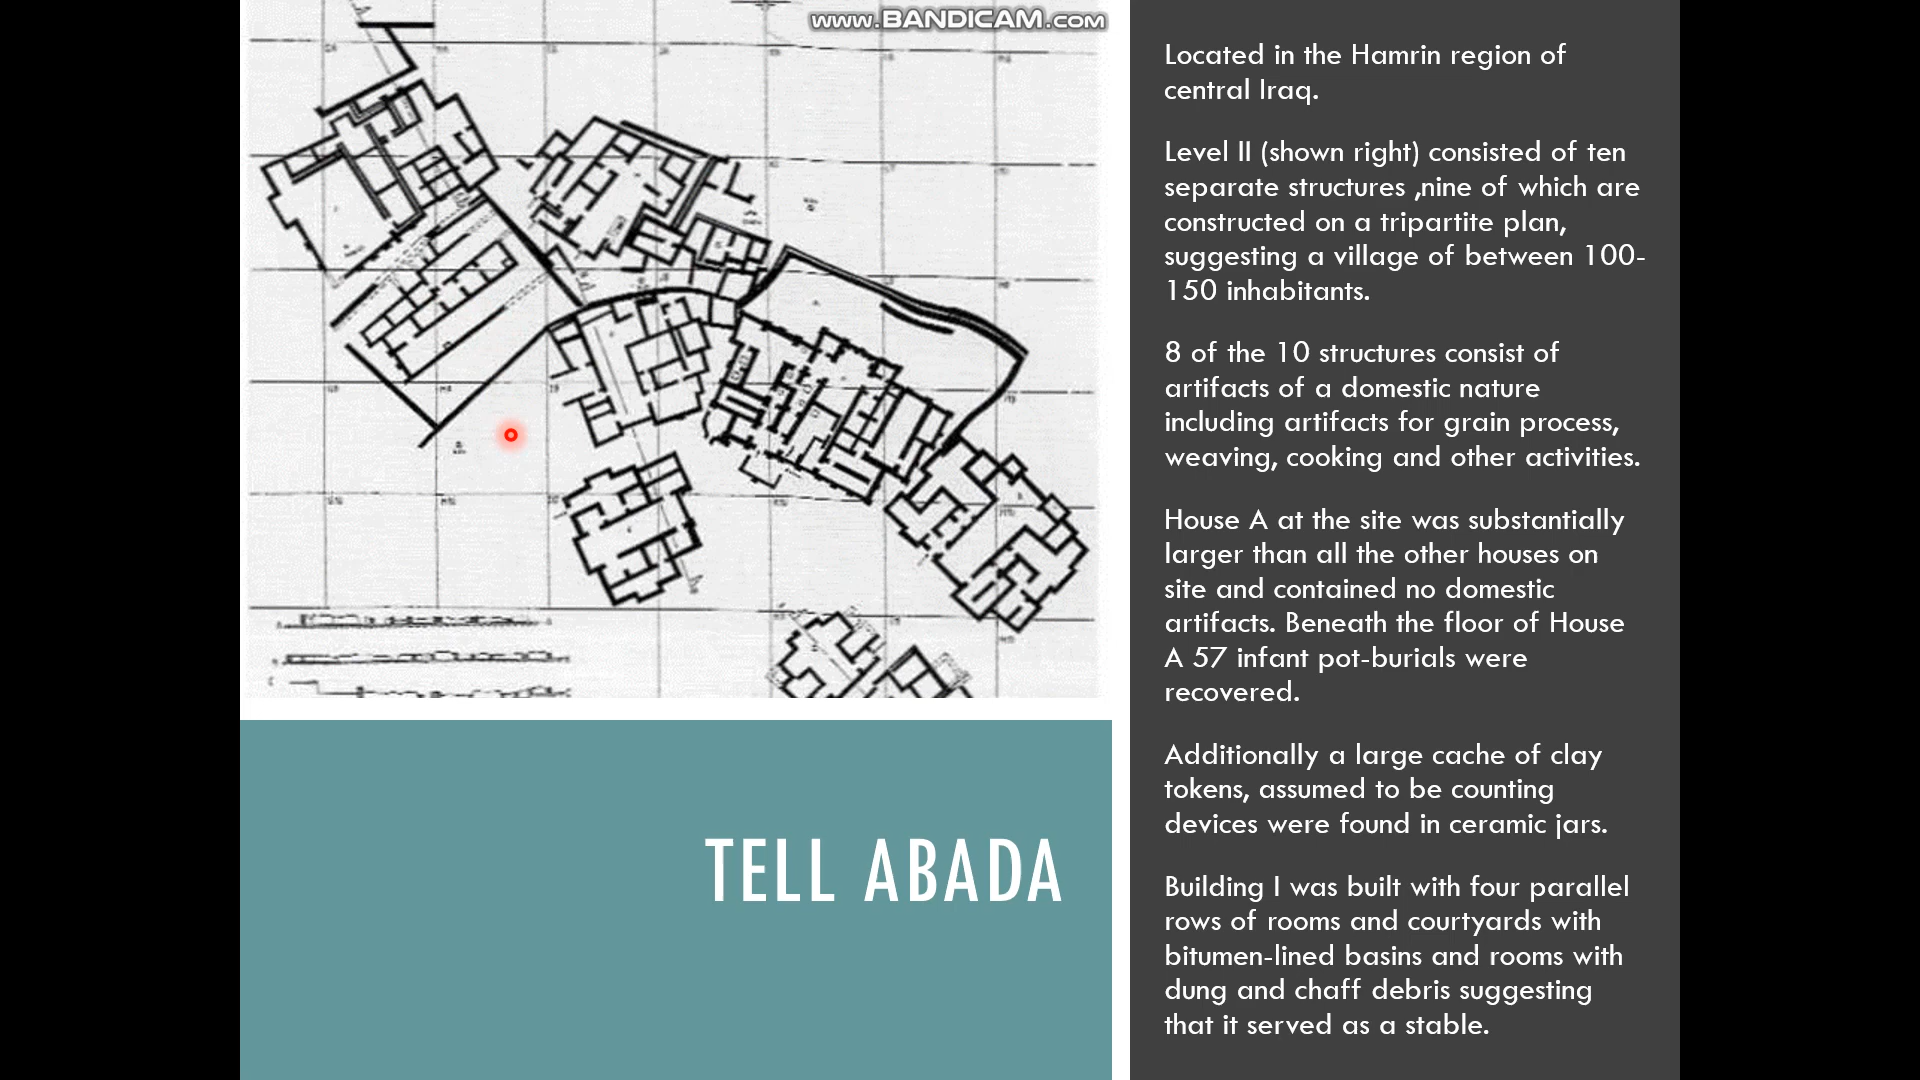 www.BANDICAM.com
Located in the Hamrin region of
central Iraq.
Level II (shown right) consisted of ten
separate structures ,nine of which are
constructed on a tripartite plan,
suggesting a village of between 100-
150 inhabitants.
8 of the 10 structures consist of
artifacts of a domestic nature
including artifacts for grain process,
weaving, cooking and other activities.
House A at the site was substantially
larger than all the other houses on
site and contained no domestic
artifacts. Beneath the floor of House
A 57 infant pot-burials were
recovered.
Additionally a large cache of clay
tokens, assumed to be counting
devices were found in ceramic jars.
Building I was built with four parallel
rows of rooms and courtyards with
bitumen-lined basins and rooms with
dung and chaff debris suggesting
that it served as a stable.
TELL ABADA